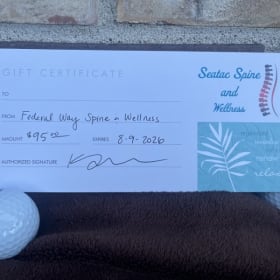 GIFT CERTIFICATE
Seatac Spine
and
Wellness
TO
FROM Federal Way Spine n Wellness
AMOUNT $95.00 EXPIRES 8-9-2026
AUTHORIZED SIGNATURE
relax